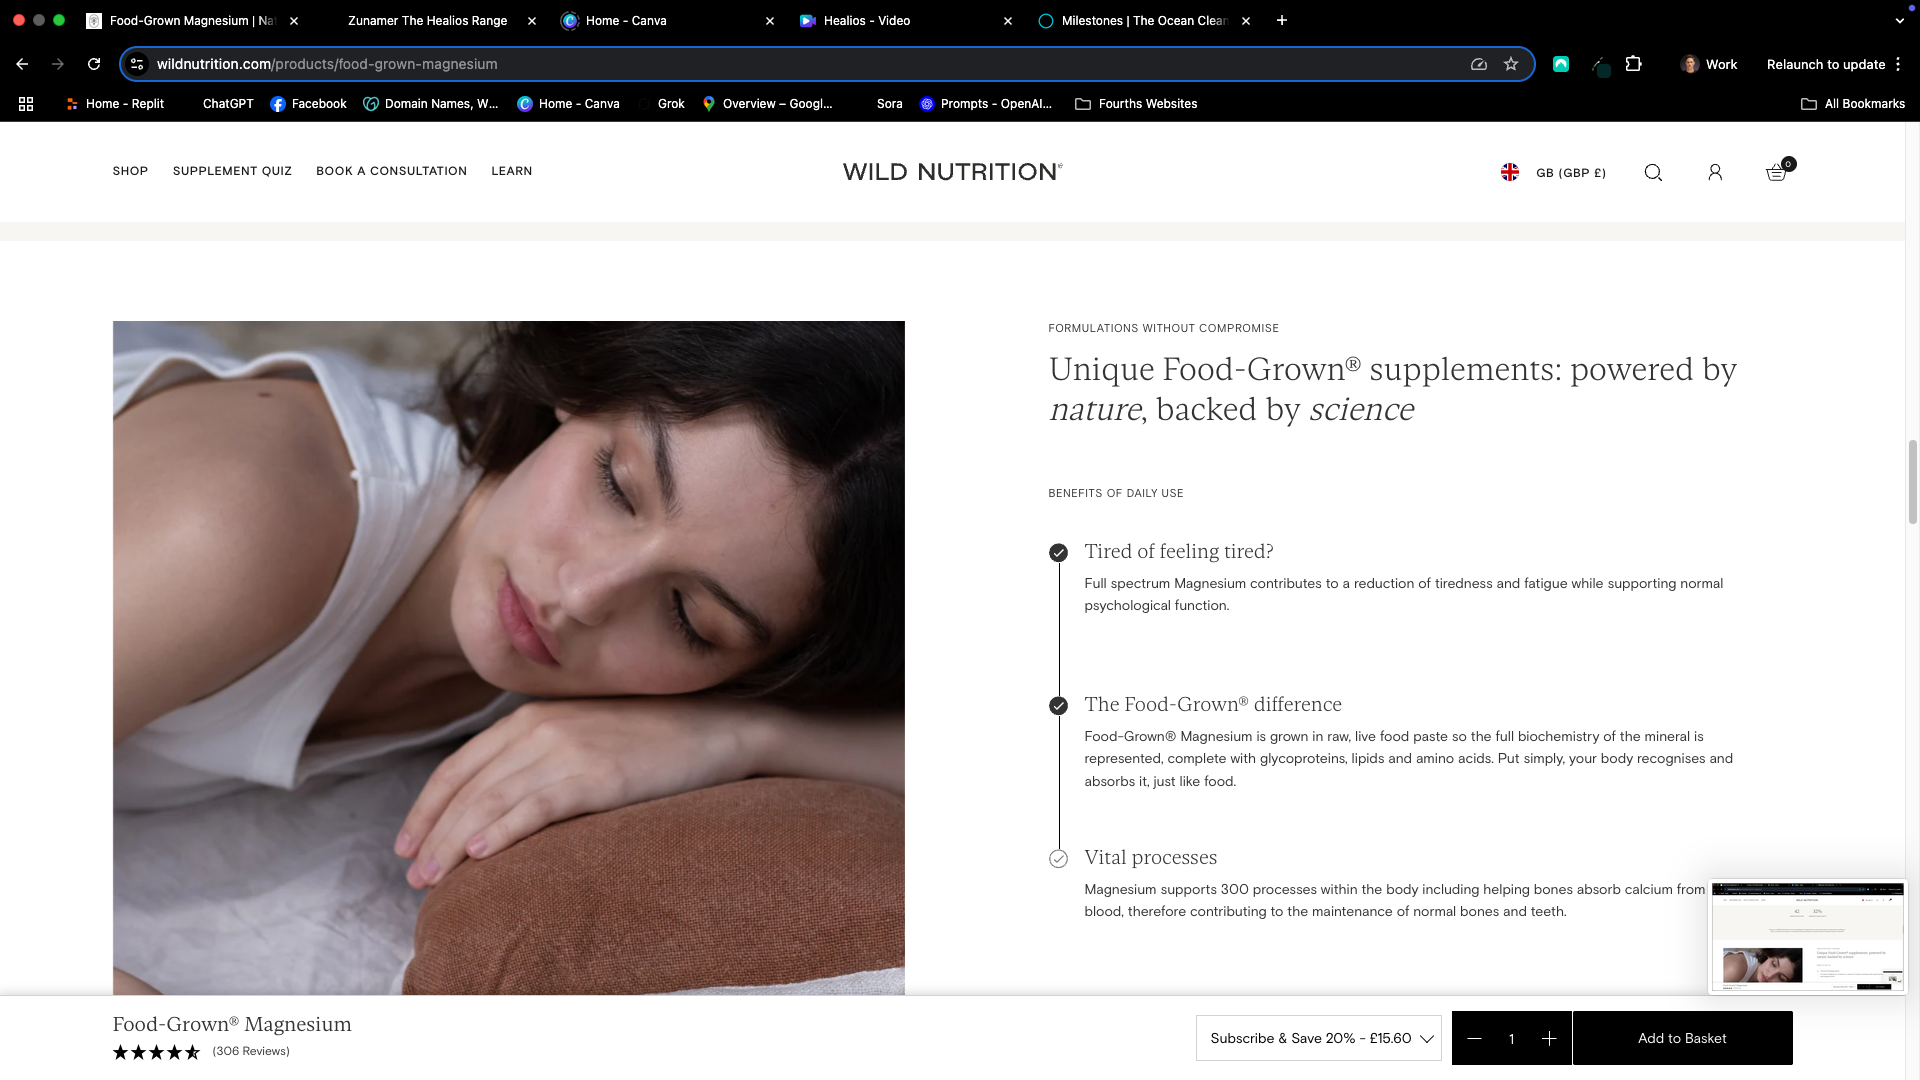 Food-Grown Magnesium | Na
Zunamer The Healios Range
Home - Canva
Healios - Video
Milestones | The Ocean Clean
wildnutrition.com/products/food-grown-magnesium
Work
Relaunch to update
Home - Replit
ChatGPT
Facebook
Domain Names, W...
Home - Canva
Grok
Overview – Googl...
Sora
Prompts - OpenAI...
Fourths Websites
All Bookmarks
SHOP
SUPPLEMENT QUIZ
BOOK A CONSULTATION
LEARN
WILD NUTRITION
GB (GBP £)
0
FORMULATIONS WITHOUT COMPROMISE
Unique Food-Grown® supplements: powered by
nature, backed by science
BENEFITS OF DAILY USE
Tired of feeling tired?
Full spectrum Magnesium contributes to a reduction of tiredness and fatigue while supporting normal
psychological function.
The Food-Grown® difference
Food-Grown® Magnesium is grown in raw, live food paste so the full biochemistry of the mineral is
represented, complete with glycoproteins, lipids and amino acids. Put simply, your body recognises and
absorbs it, just like food.
Vital processes
Magnesium supports 300 processes within the body including helping bones absorb calcium from
blood, therefore contributing to the maintenance of normal bones and teeth.
Food-Grown® Magnesium
(306 Reviews)
Subscribe & Save 20% - £15.60
1
Add to Basket